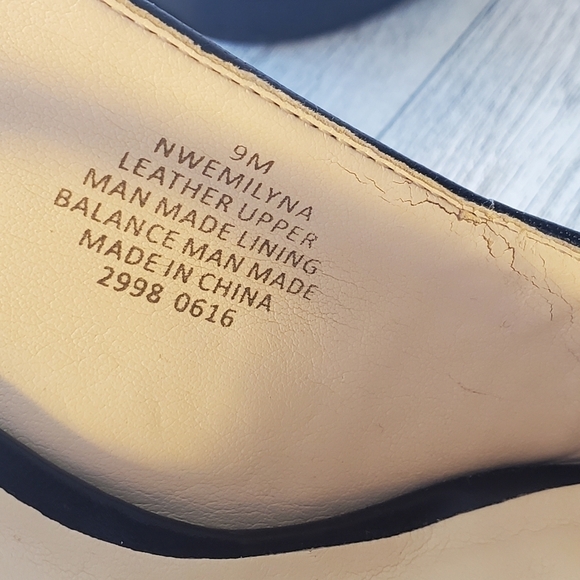 9M
NWEMILYNA
LEATHER UPPER
MAN MADE LINING
BALANCE MAN MADE
MADE IN CHINA
2998 0616